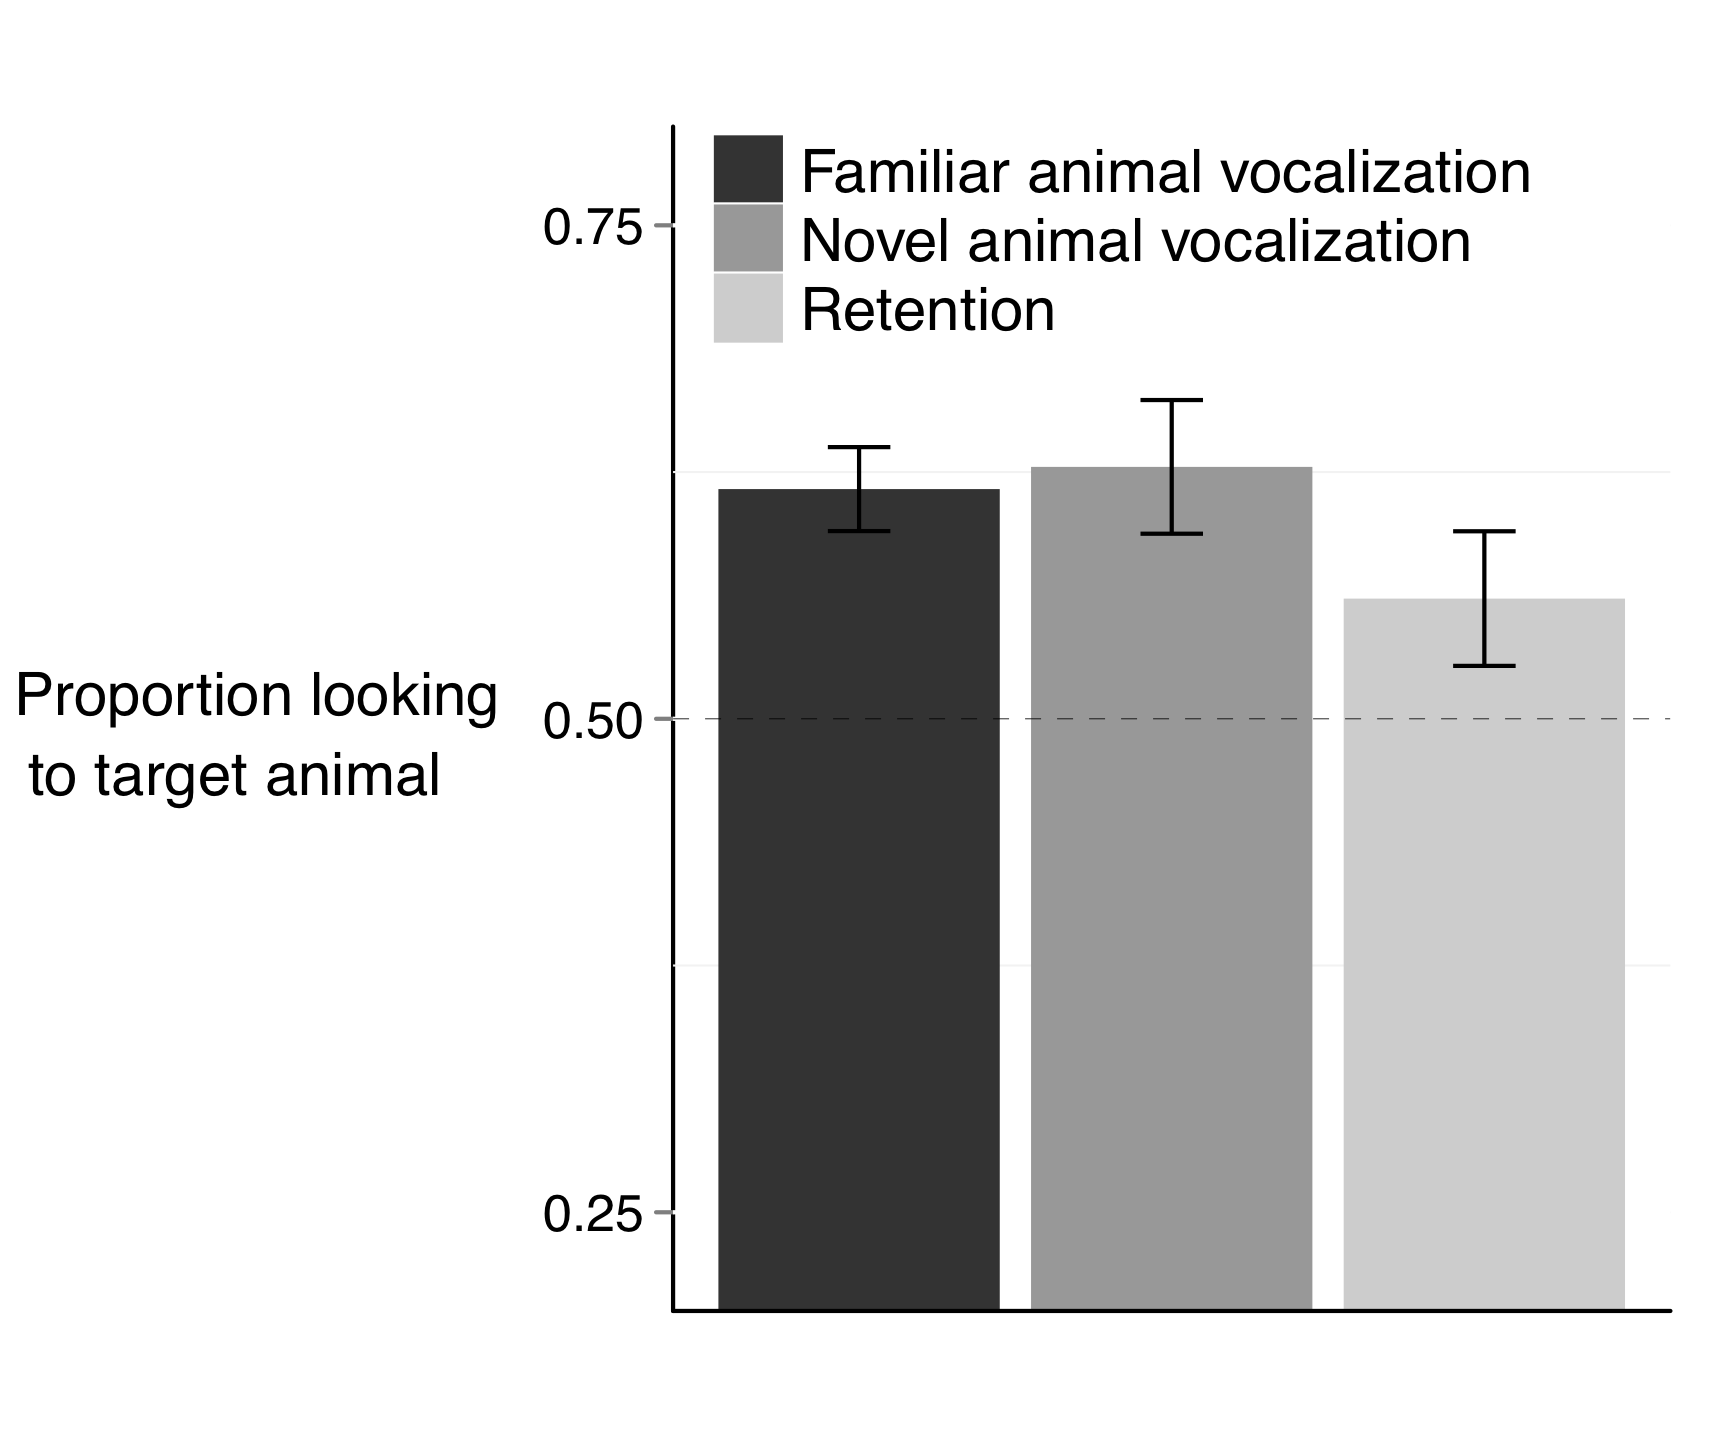 Familiar animal vocalization
Novel animal vocalization
Retention
0.75
Proportion looking
to target animal
0.50
0.25